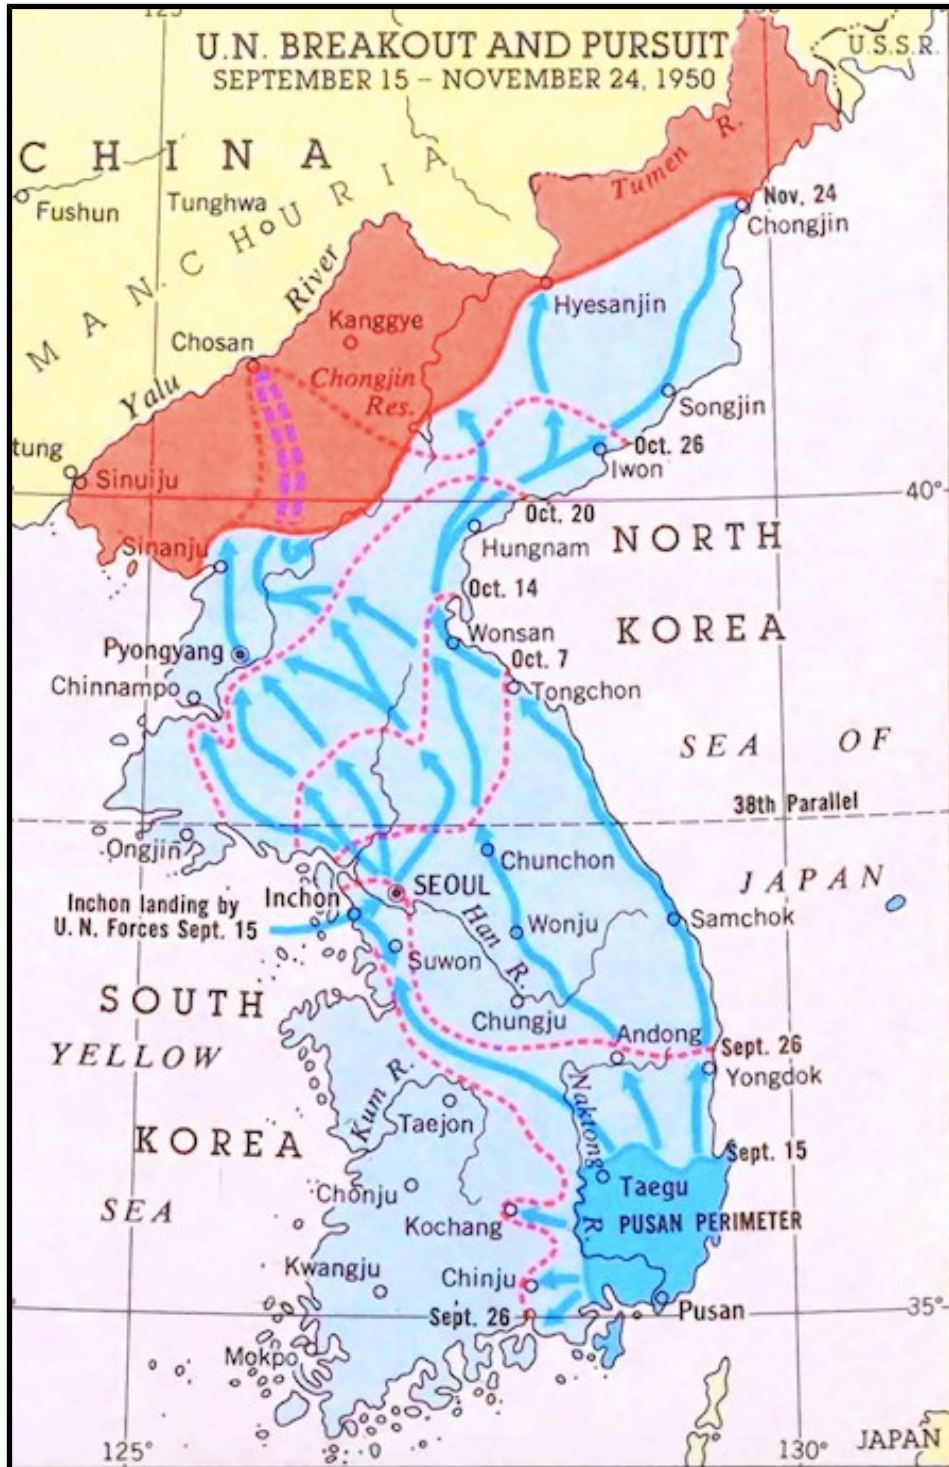 125°
130°
U.N. BREAKOUT AND PURSUIT
SEPTEMBER 15 – NOVEMBER 24, 1950
U.S.S.R.
CHINA
MANCHOURIA
Fushun
Tunghwa
Tumen R.
Nov. 24
Chongjin
River
Hyesanjin
Kanggye
Chosan
Chongjin
Res.
Yalu
Songjin
Oct. 26
Iwon
tung
Sinuiju
40°
Oct. 20
NORTH
Hungnam
Sinanju
Oct. 14
KOREA
Wonsan
Pyongyang
Oct. 7
Chinnampo
Tongchon
SEA OF
38th Parallel
Ongjin
Chunchon
JAPAN
SEOUL
Inchon
Inchon landing by
U.N. Forces Sept. 15
Han R.
Wonju
Samchok
Suwon
SOUTH
Chungju
Andong
Sept. 26
YELLOW
Yongdok
Kum R.
Naktong R.
Taejon
KOREA
Sept. 15
Taegu
Chonju
SEA
Kochang
PUSAN PERIMETER
Kwangju
Chinju
Sept. 26
Pusan
35°
Mokpo
125°
130°
JAPAN